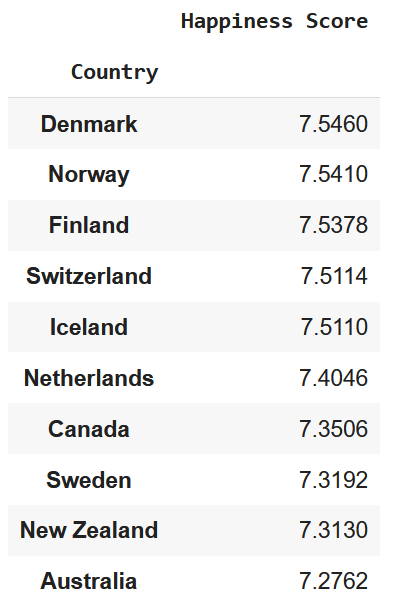 Happiness Score
Country
Denmark 7.5460
Norway 7.5410
Finland 7.5378
Switzerland 7.5114
Iceland 7.5110
Netherlands 7.4046
Canada 7.3506
Sweden 7.3192
New Zealand 7.3130
Australia 7.2762